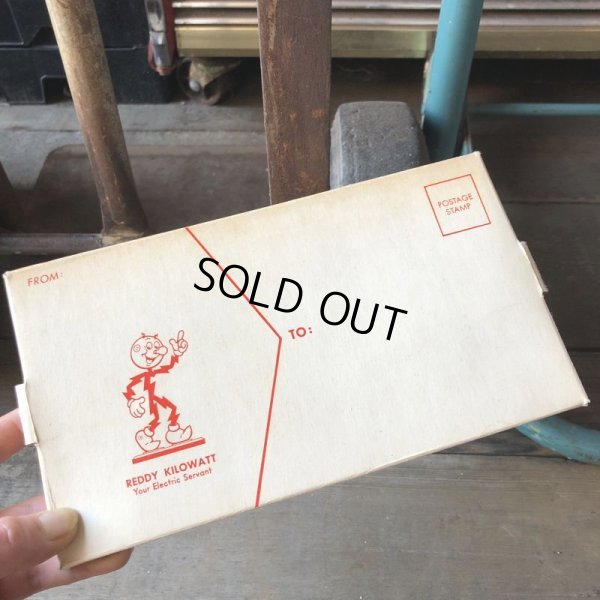 POSTAGE
STAMP
FROM:
SOLD OUT
TO:
REDDY KILOWATT
Your Electric Servant